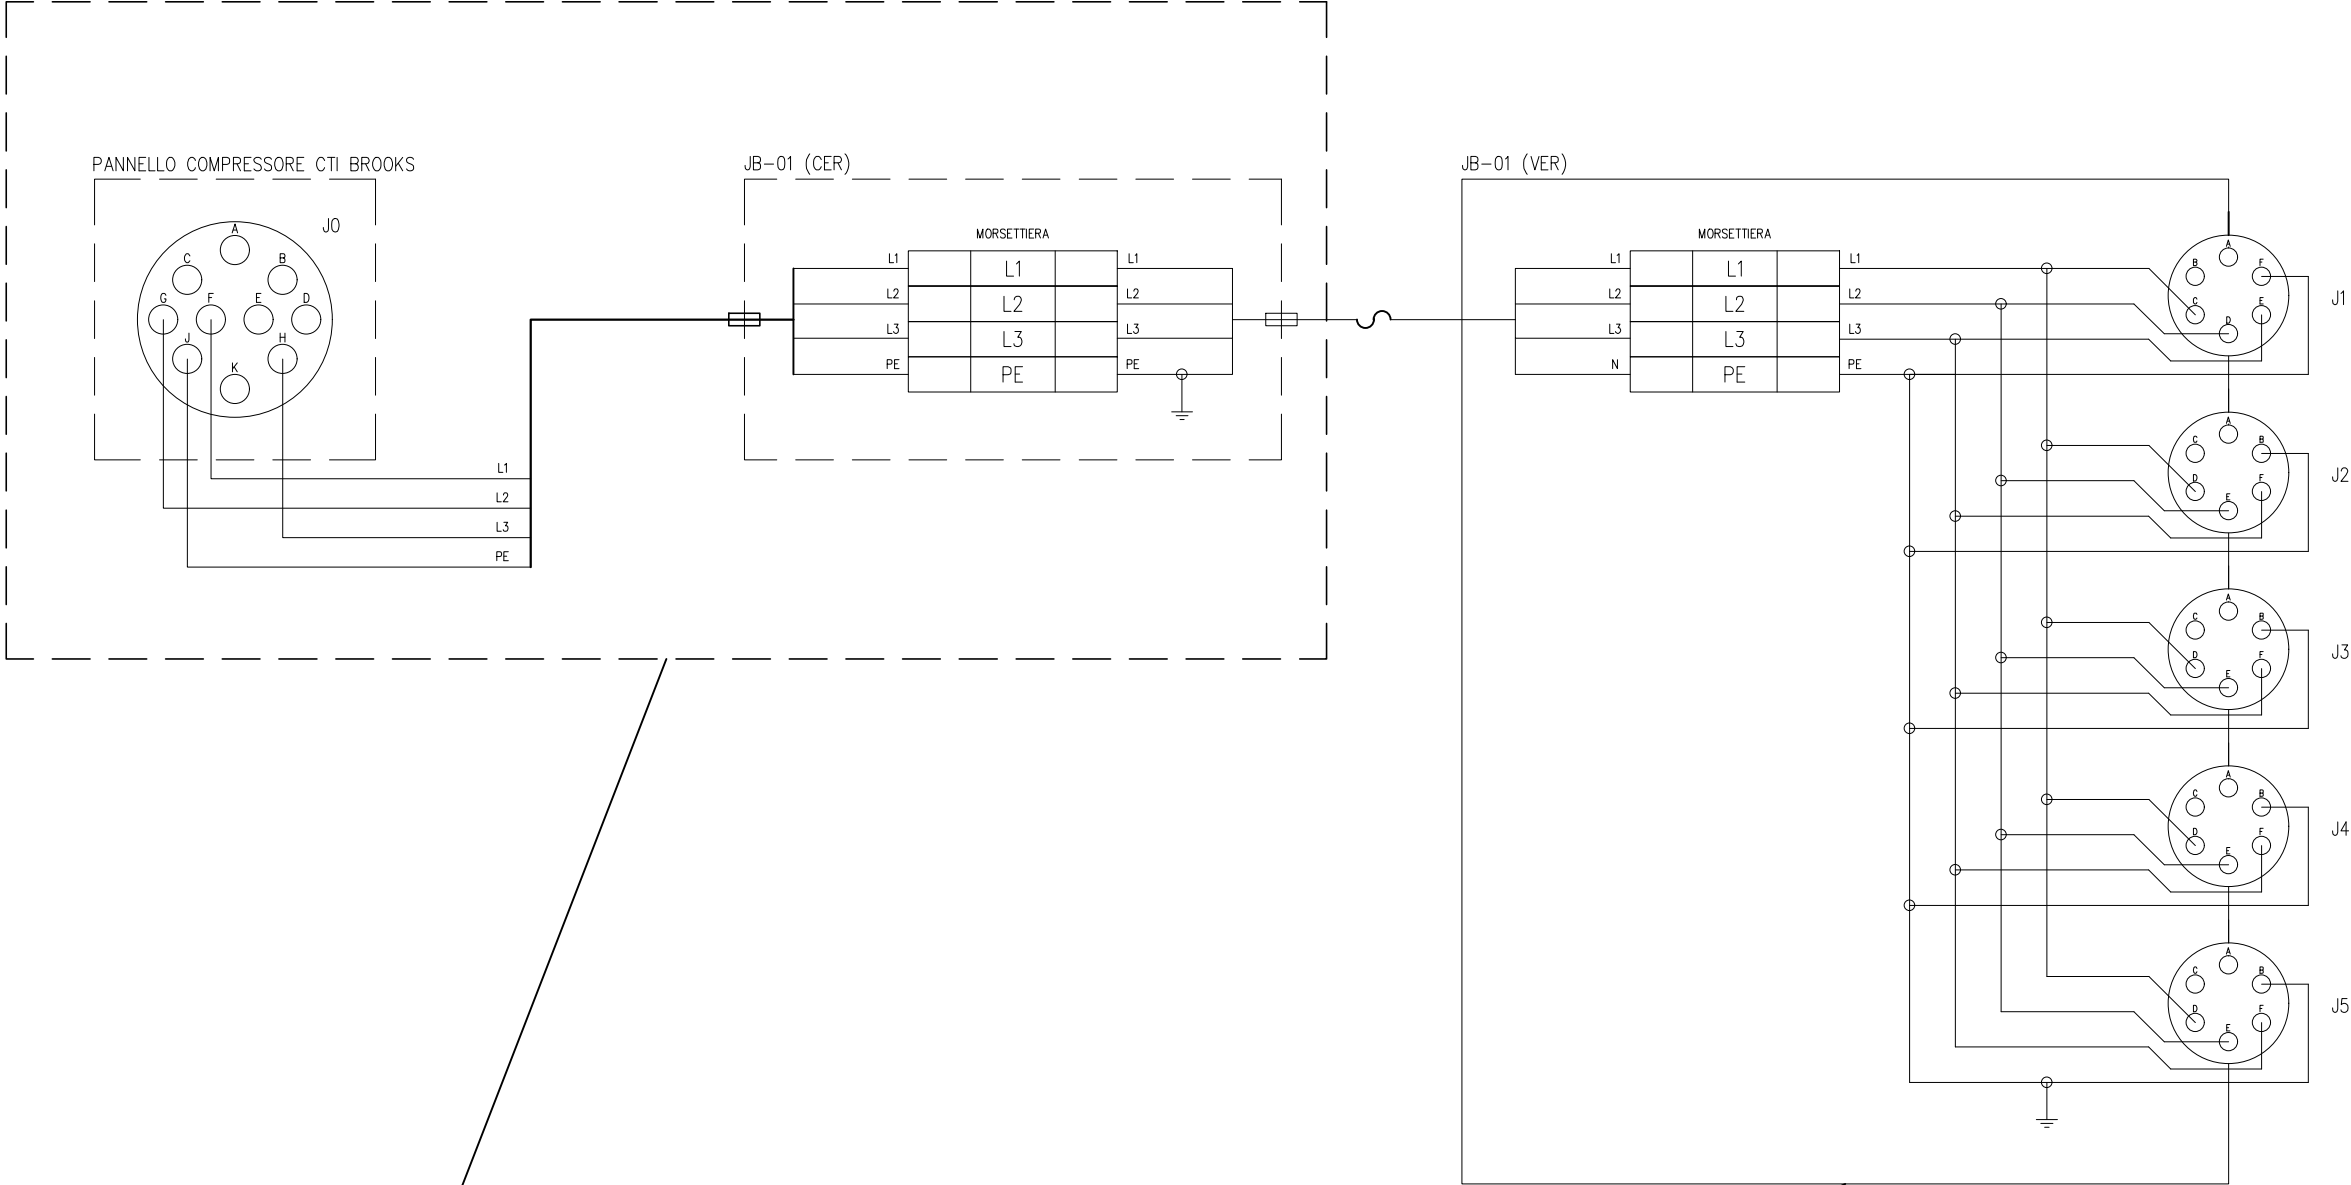 PANNELLO COMPRESSORE CTI BROOKS
J0
A
C
B
G
F
E
D
J
H
K
L1
L2
L3
PE
JB-01 (CER)
MORSETTIERA
L1 L1 L1
L2 L2 L2
L3 L3 L3
PE PE PE
JB-01 (VER)
MORSETTIERA
L1 L1 L1
L2 L2 L2
L3 L3 L3
N PE PE
A
B
F
C
E
D
J1
A
C
B
D
F
E
J2
A
C
B
D
F
E
J3
A
C
B
D
F
E
J4
A
C
B
D
F
E
J5